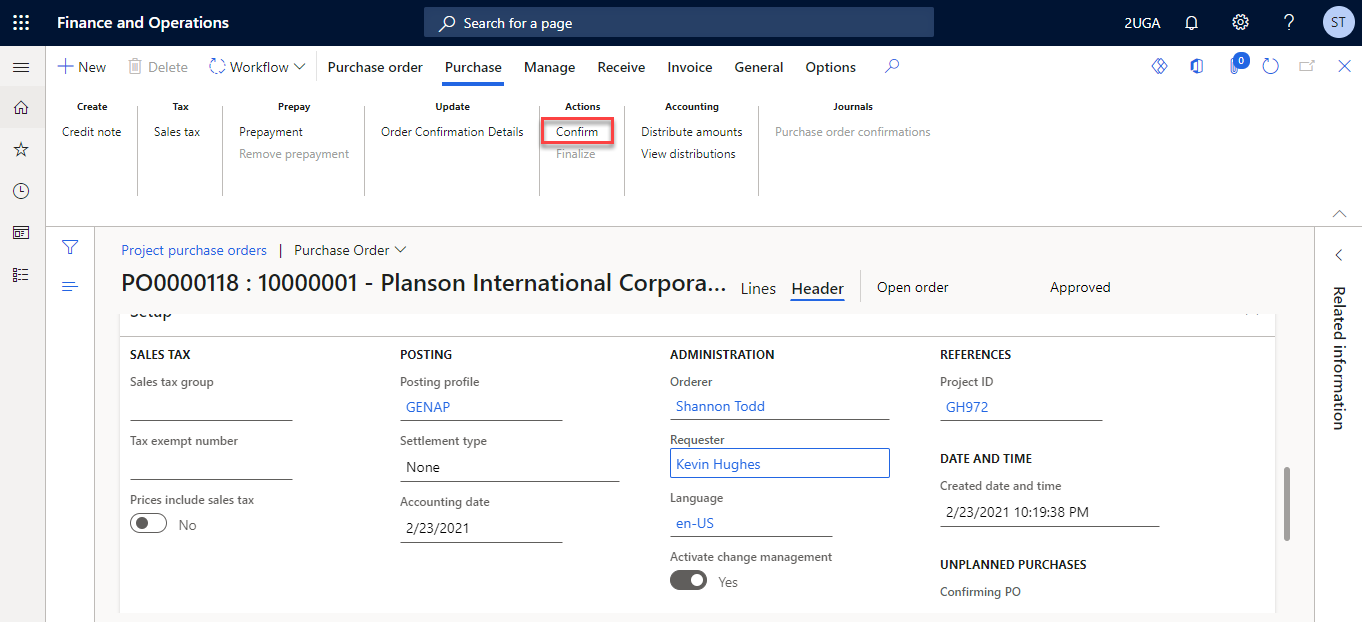 Finance and Operations
Search for a page
2UGA
ST
New
Delete
Workflow
Purchase order
Purchase
Manage
Receive
Invoice
General
Options
0
Create
Credit note
Tax
Sales tax
Prepay
Prepayment
Remove prepayment
Update
Order Confirmation Details
Actions
Confirm
Finalize
Accounting
Distribute amounts
View distributions
Journals
Purchase order confirmations
Project purchase orders | Purchase Order
PO0000118 : 10000001 - Planson International Corpora...
Lines
Header
Open order
Approved
Setup
SALES TAX
Sales tax group
Tax exempt number
Prices include sales tax
No
POSTING
Posting profile
GENAP
Settlement type
None
Accounting date
2/23/2021
ADMINISTRATION
Orderer
Shannon Todd
Requester
Kevin Hughes
Language
en-US
Activate change management
Yes
REFERENCES
Project ID
GH972
DATE AND TIME
Created date and time
2/23/2021 10:19:38 PM
UNPLANNED PURCHASES
Confirming PO
Related information